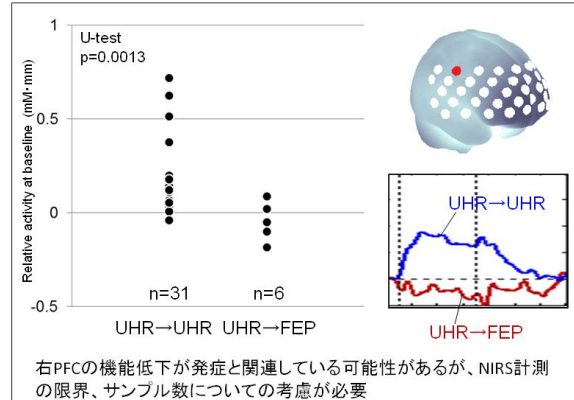 1
U-test
p=0.0013
0.5
0
-0.5
Relative activity at baseline (mM・mm)
n=31
n=6
UHR→UHR
UHR→FEP
UHR→UHR
UHR→FEP
右PFCの機能低下が発症と関連している可能性があるが、NIRS計測
の限界、サンプル数についての考慮が必要